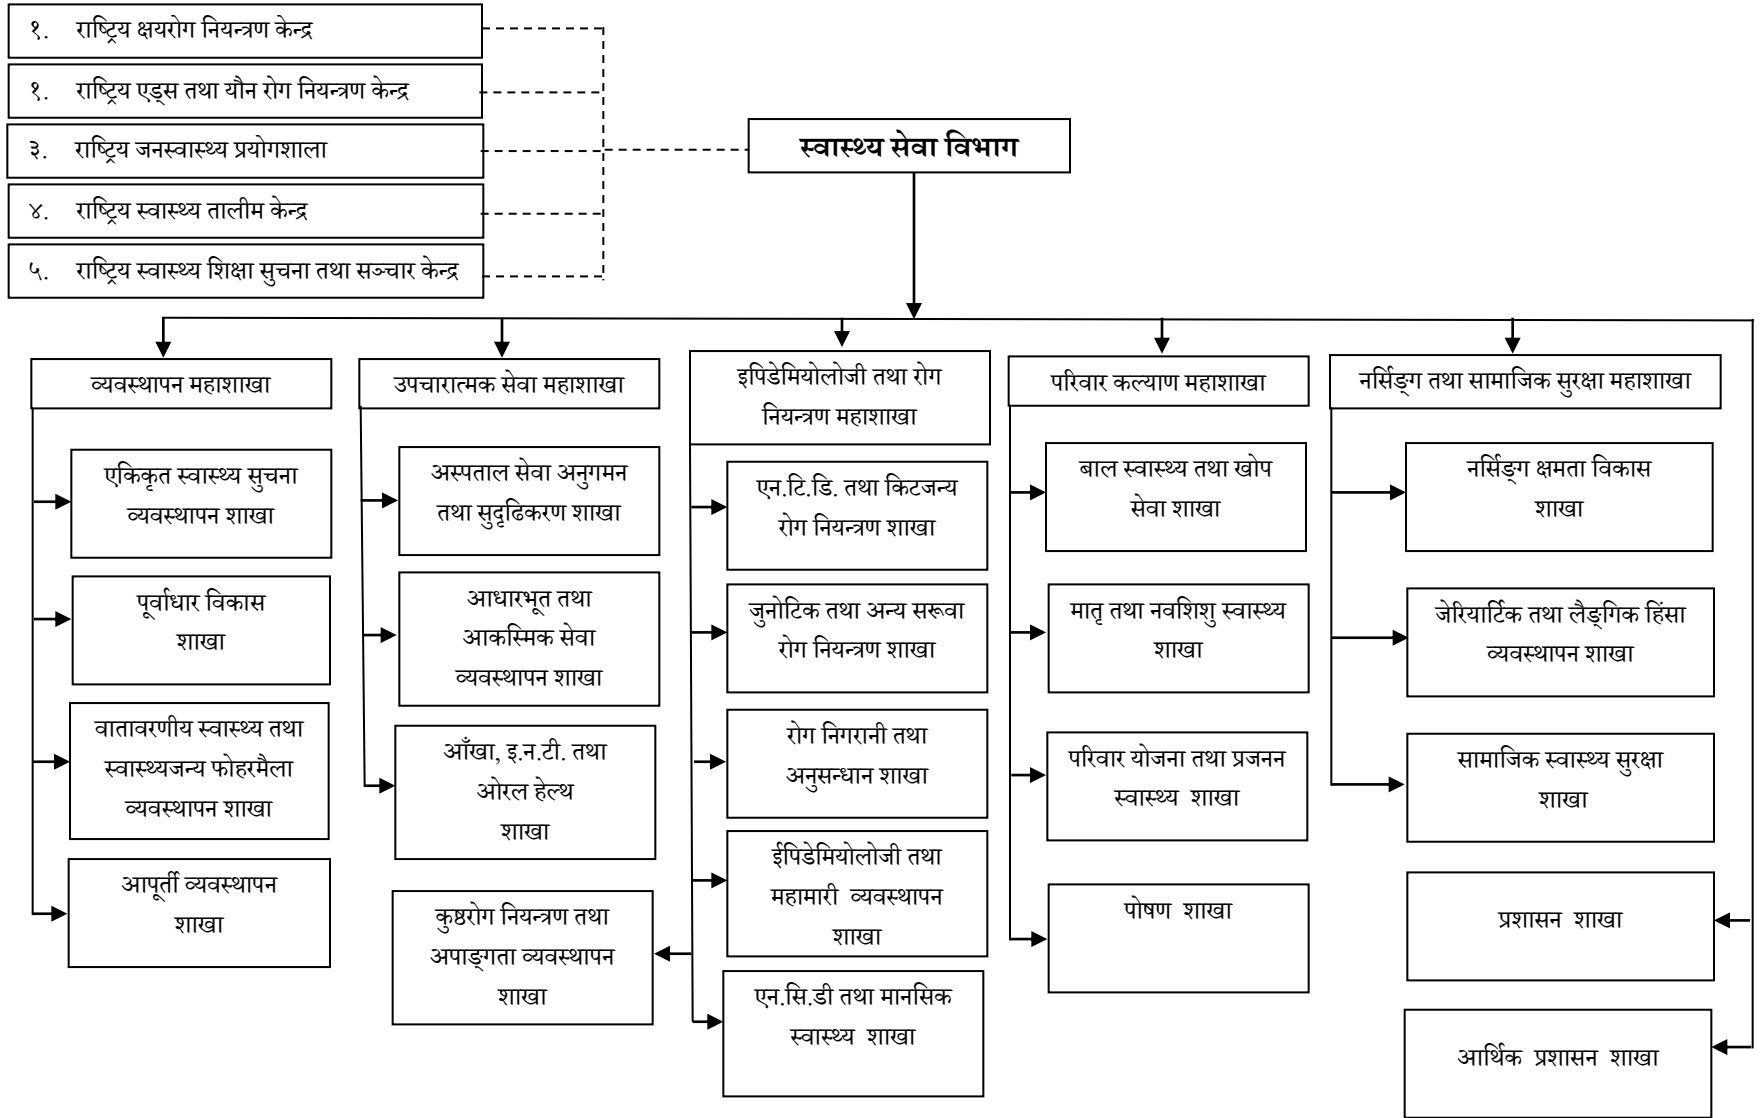 १. राष्ट्रिय क्षयरोग नियन्त्रण केन्द्र
१. राष्ट्रिय एड्स तथा यौन रोग नियन्त्रण केन्द्र
३. राष्ट्रिय जनस्वास्थ्य प्रयोगशाला
४. राष्ट्रिय स्वास्थ्य तालीम केन्द्र
५. राष्ट्रिय स्वास्थ्य शिक्षा सुचना तथा सञ्चार केन्द्र
स्वास्थ्य सेवा विभाग
व्यवस्थापन महाशाखा
एकिकृत स्वास्थ्य सुचना
व्यवस्थापन शाखा
पूर्वाधार विकास
शाखा
वातावरणीय स्वास्थ्य तथा
स्वास्थ्यजन्य फोहरमैला
व्यवस्थापन शाखा
आपूर्ती व्यवस्थापन
शाखा
उपचारात्मक सेवा महाशाखा
अस्पताल सेवा अनुगमन
तथा सुदृढिकरण शाखा
आधारभूत तथा
आकस्मिक सेवा
व्यवस्थापन शाखा
आँखा, इ.न.टी. तथा
ओरल हेल्थ
शाखा
कुष्ठरोग नियन्त्रण तथा
अपाङ्गता व्यवस्थापन
शाखा
इपिडेमियोलोजी तथा रोग
नियन्त्रण महाशाखा
एन.टि.डि. तथा किटजन्य
रोग नियन्त्रण शाखा
जुनोटिक तथा अन्य सरूवा
रोग नियन्त्रण शाखा
रोग निगरानी तथा
अनुसन्धान शाखा
ईपिडेमियोलोजी तथा
महामारी व्यवस्थापन
शाखा
एन.सि.डी तथा मानसिक
स्वास्थ्य शाखा
परिवार कल्याण महाशाखा
बाल स्वास्थ्य तथा खोप
सेवा शाखा
मातृ तथा नवशिशु स्वास्थ्य
शाखा
परिवार योजना तथा प्रजनन
स्वास्थ्य शाखा
पोषण शाखा
नर्सिङ्ग तथा सामाजिक सुरक्षा महाशाखा
नर्सिङ्ग क्षमता विकास
शाखा
जेरियार्टिक तथा लैङ्गिक हिंसा
व्यवस्थापन शाखा
सामाजिक स्वास्थ्य सुरक्षा
शाखा
प्रशासन शाखा
आर्थिक प्रशासन शाखा